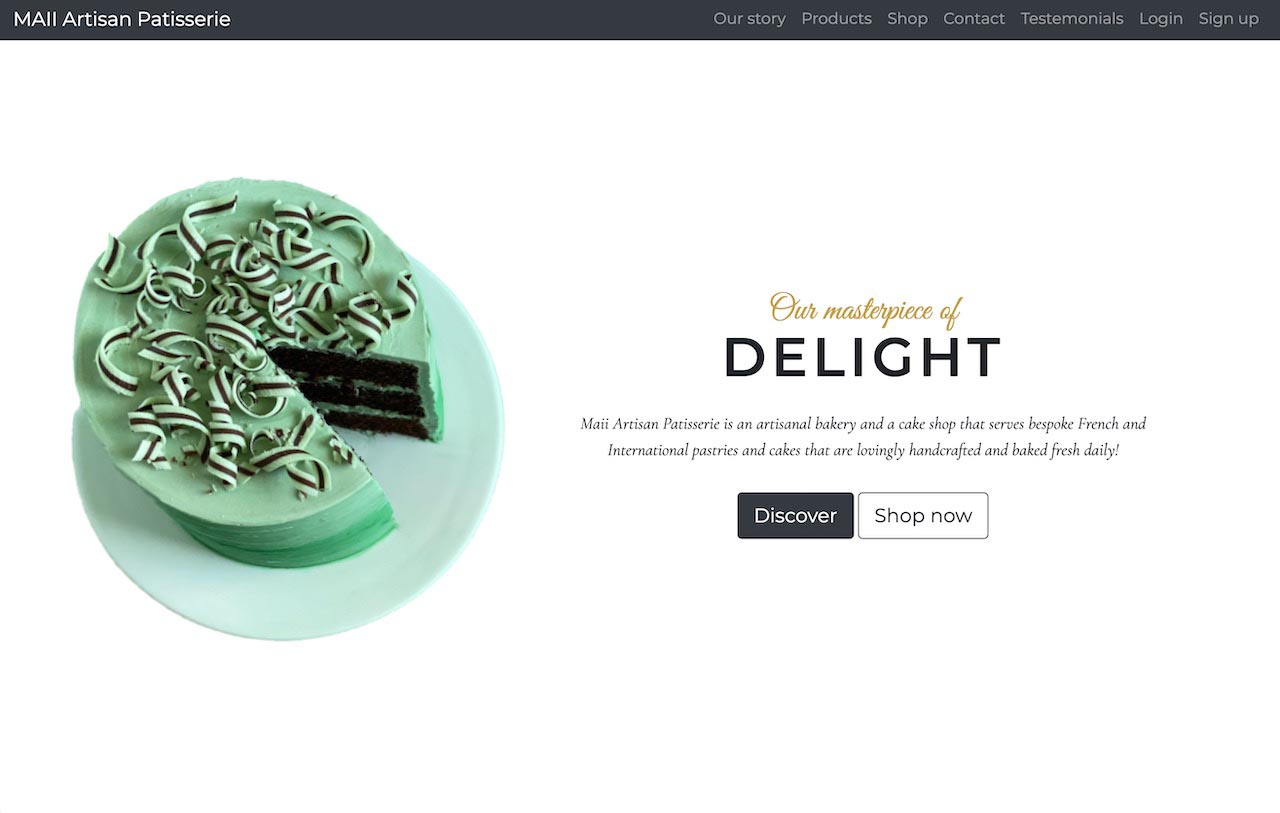 MAII Artisan Patisserie
Our story Products Shop Contact Testemonials Login Sign up
Our masterpiece of
DELIGHT
Maii Artisan Patisserie is an artisanal bakery and a cake shop that serves bespoke French and
International pastries and cakes that are lovingly handcrafted and baked fresh daily!
Discover Shop now